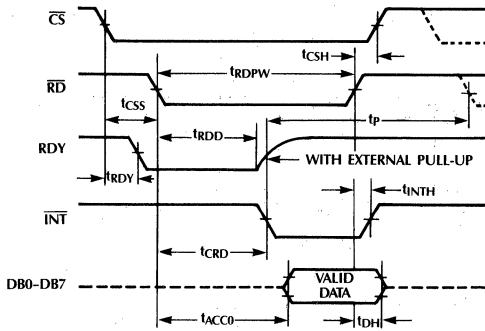 CS
tCSH
tRDPW
RD
tCSS
tP
tRDD
RDY
WITH EXTERNAL PULL-UP
tRDY
tINTH
INT
tCRD
DB0-DB7
VALID
DATA
tACC0
tDH